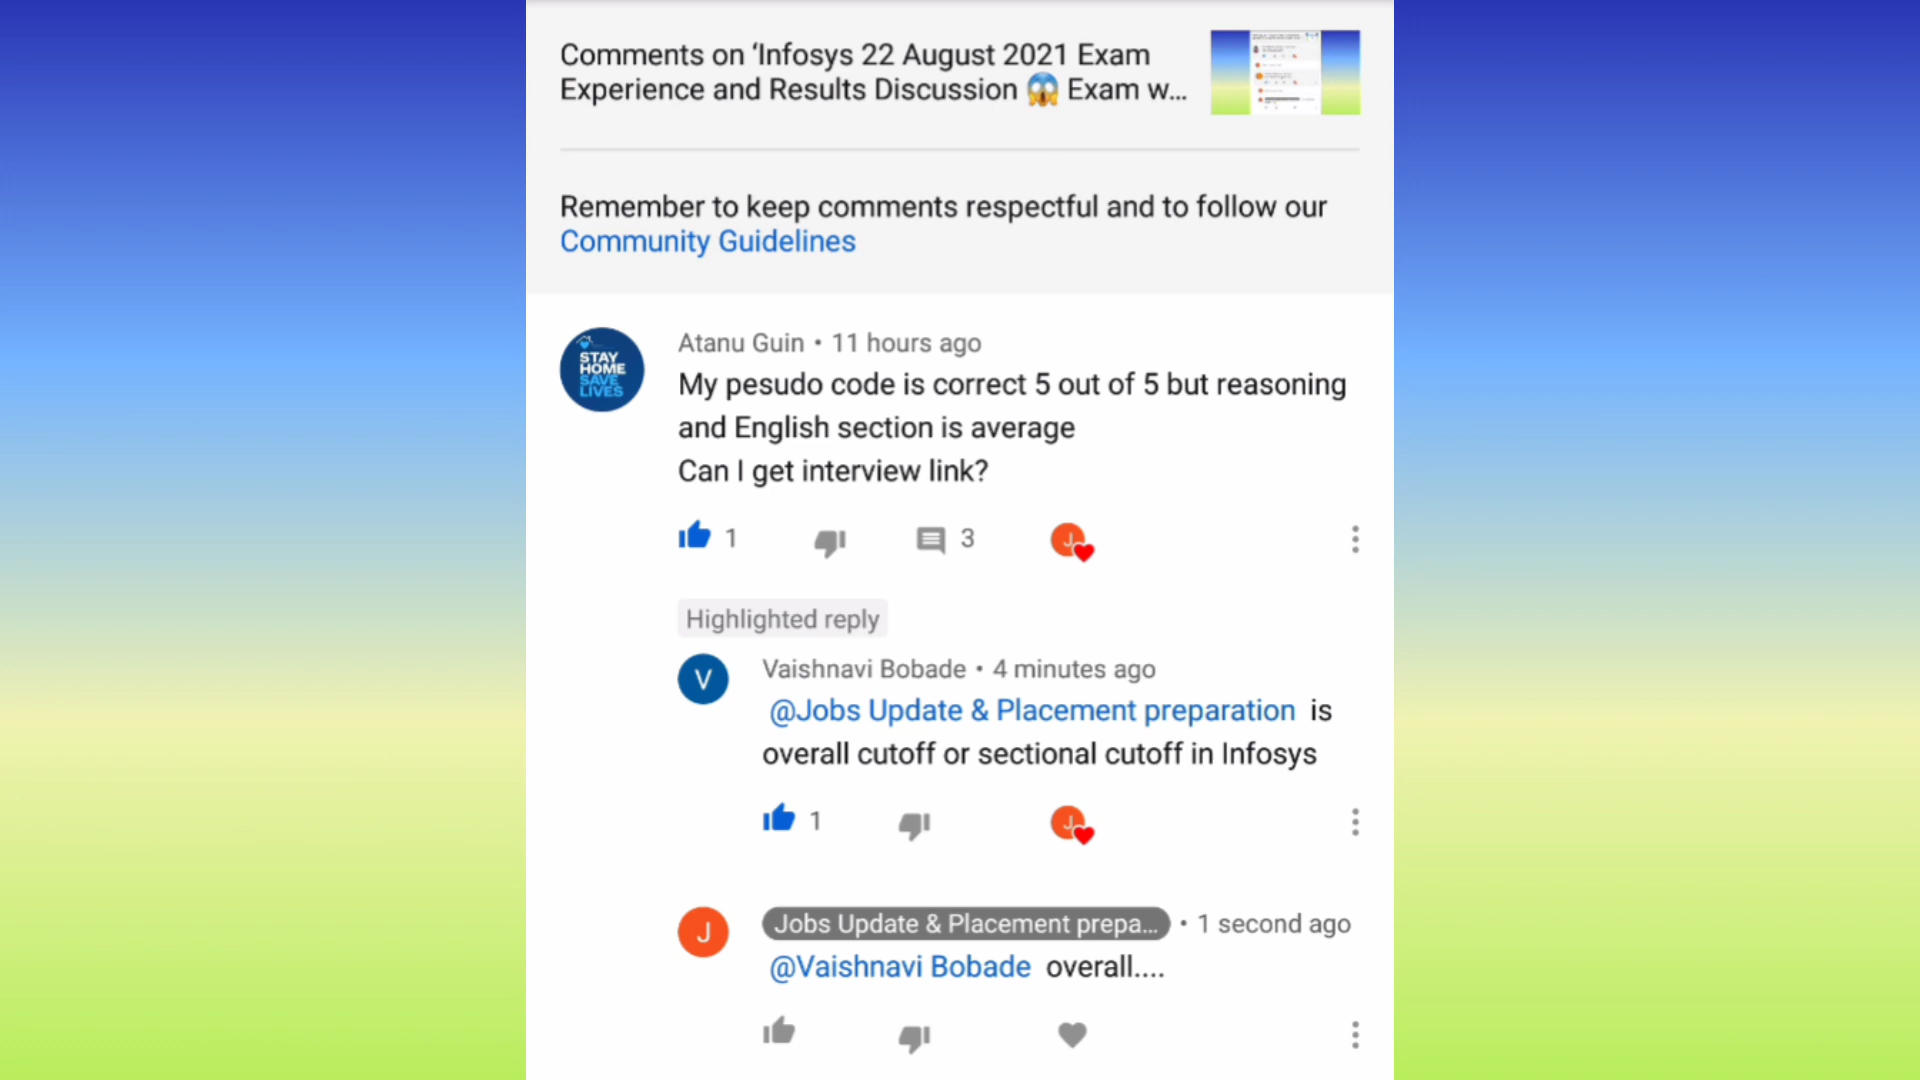 Comments on ‘Infosys 22 August 2021 Exam
Experience and Results Discussion 😱 Exam w...
Remember to keep comments respectful and to follow our
Community Guidelines
STAY
HOME
SAVE
LIVES
Atanu Guin • 11 hours ago
My pesudo code is correct 5 out of 5 but reasoning
and English section is average
Can I get interview link?
1
3
J
Highlighted reply
V
Vaishnavi Bobade • 4 minutes ago
@Jobs Update & Placement preparation is
overall cutoff or sectional cutoff in Infosys
1
J
J
Jobs Update & Placement prepa... • 1 second ago
@Vaishnavi Bobade overall....